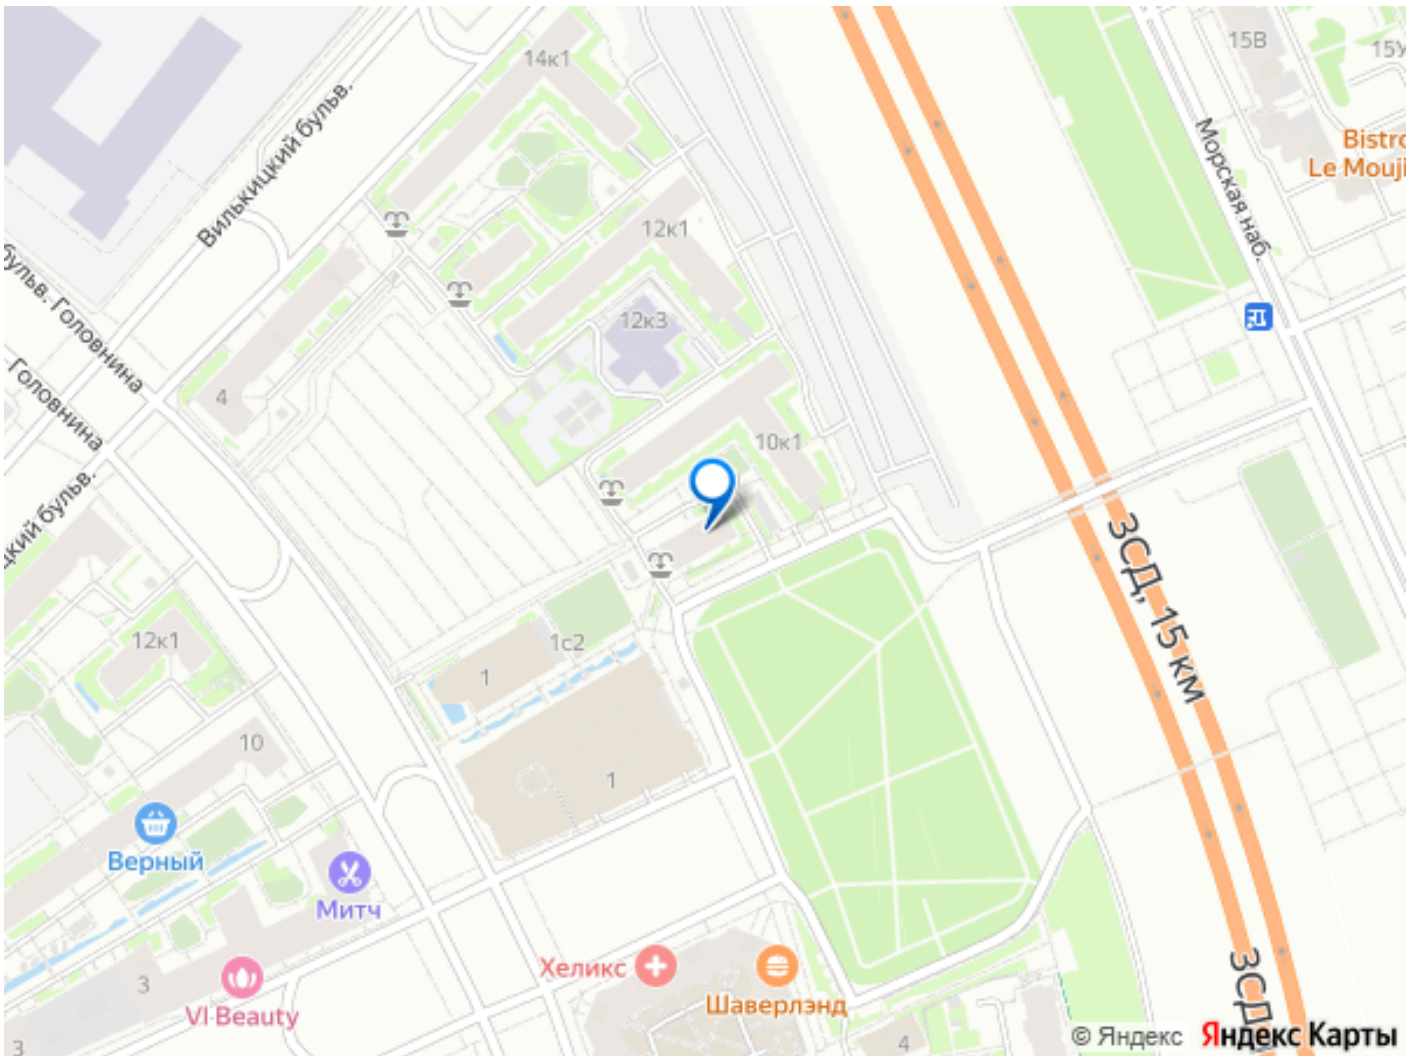 14к1
15В
15У
Bistro
Le Mouji
Морская наб.
Вилькицкий бульв.
12к1
бульв. Головнина
12к3
Головнина
4
10к1
цкий бульв.
ЗСД, 15 км
12к1
1с2
1
10
1
Верный
Митч
Хеликс
Шаверлэнд
ЗСД
3
VI Beauty
4
3
© Яндекс Яндекс Карты